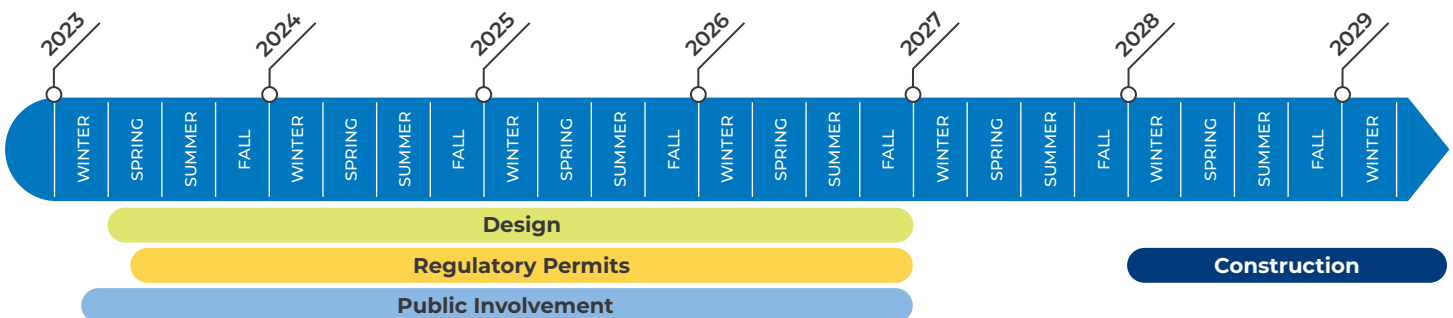 2023 2024 2025 2026 2027 2028 2029
WINTER SPRING SUMMER FALL WINTER SPRING SUMMER FALL WINTER SPRING SUMMER FALL WINTER SPRING SUMMER FALL WINTER SPRING SUMMER FALL WINTER SPRING SUMMER FALL WINTER
Design
Regulatory Permits Construction
Public Involvement